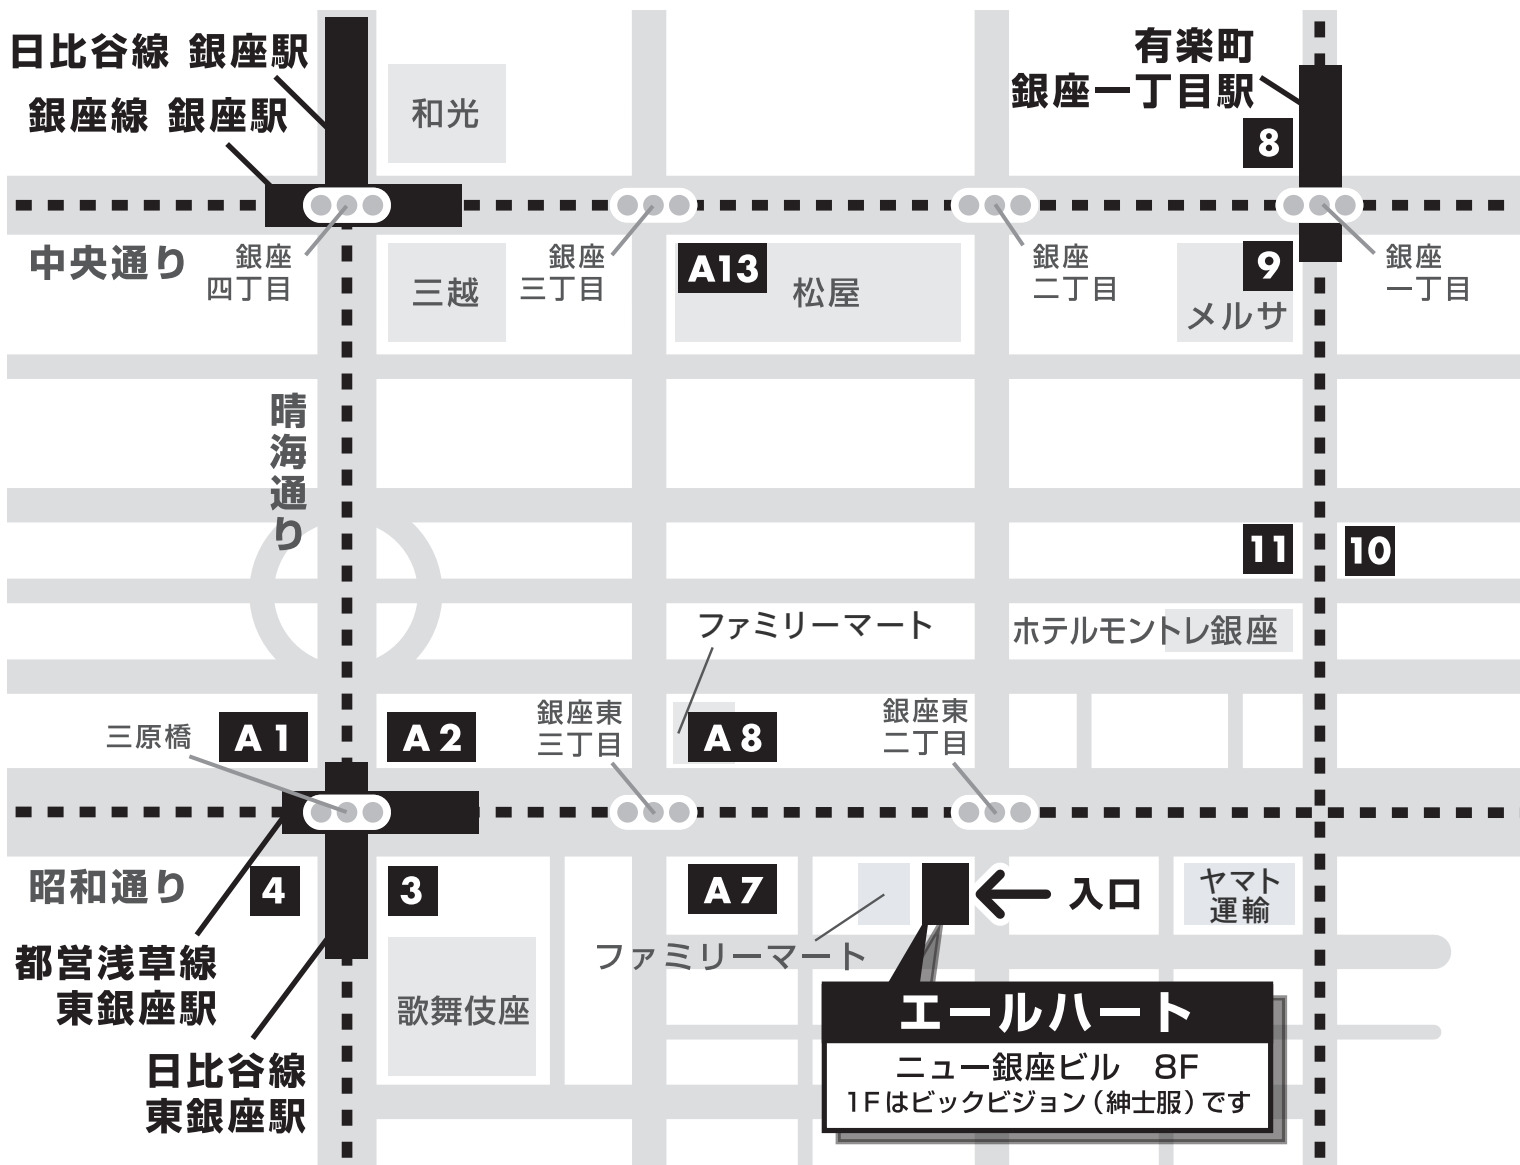 日比谷線 銀座駅
銀座線 銀座駅
和光
有楽町
銀座一丁目駅
8
中央通り
銀座
四丁目
三越
銀座
三丁目
A13
松屋
銀座
二丁目
9
メルサ
銀座
一丁目
晴海通り
11
10
ファミリーマート
ホテルモントレ銀座
三原橋
A1
A2
銀座東
三丁目
A8
銀座東
二丁目
昭和通り
4
3
A7
入口
ヤマト
運輸
都営浅草線
東銀座駅
ファミリーマート
歌舞伎座
エールハート
ニュー銀座ビル 8F
1Fはビックビジョン(紳士服)です
日比谷線
東銀座駅